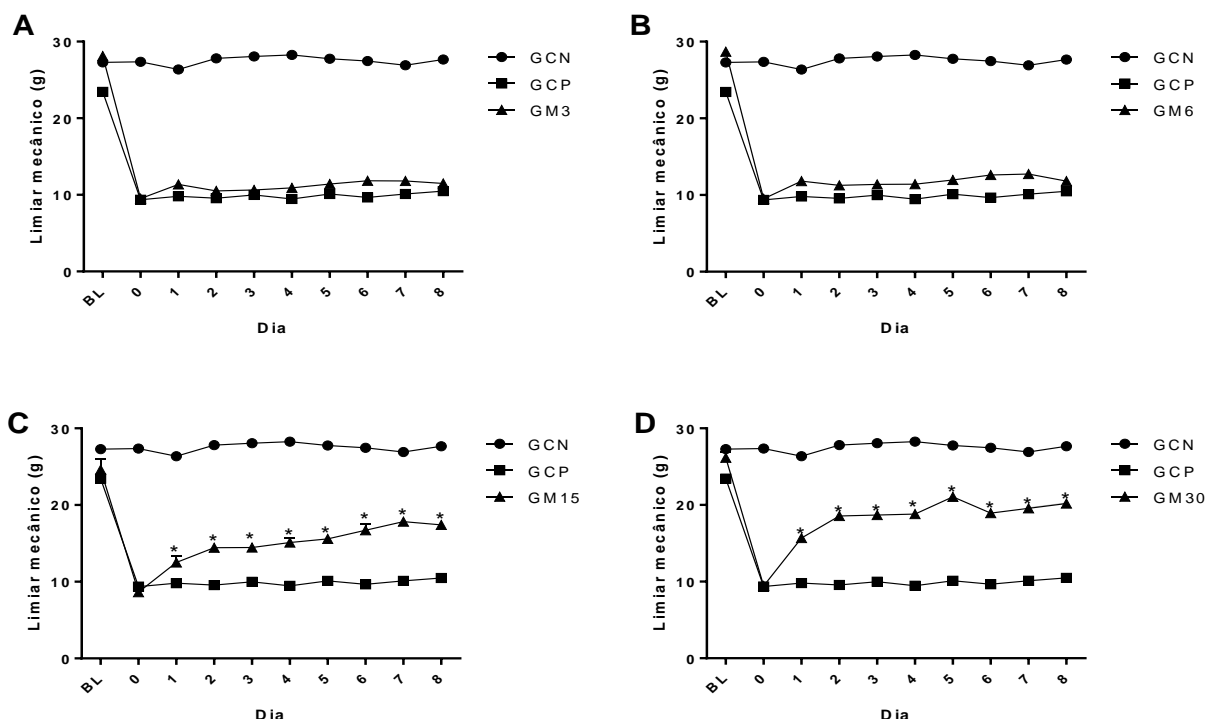 A
Limiar mecânico (g)
30
20
10
0
BL 0 1 2 3 4 5 6 7 8
Dia
GCN
GCP
GM3
B
Limiar mecânico (g)
30
20
10
0
BL 0 1 2 3 4 5 6 7 8
Dia
GCN
GCP
GM6
C
Limiar mecânico (g)
30
20
10
0
* * * * * * * *
BL 0 1 2 3 4 5 6 7 8
Dia
GCN
GCP
GM15
D
Limiar mecânico (g)
30
20
10
0
* * * * * * * *
BL 0 1 2 3 4 5 6 7 8
Dia
GCN
GCP
GM30